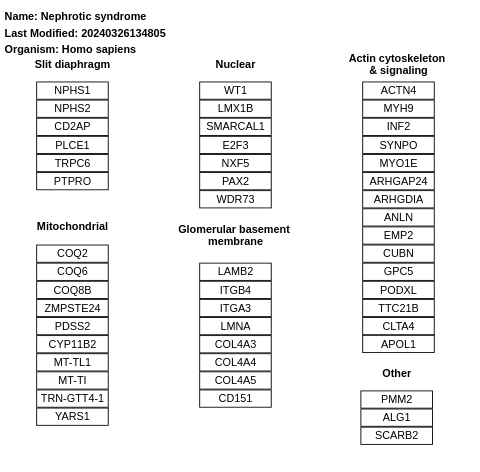 Name: Nephrotic syndrome
Last Modified: 20240326134805
Organism: Homo sapiens
Slit diaphragm
NPHS1
NPHS2
CD2AP
PLCE1
TRPC6
PTPRO
Mitochondrial
COQ2
COQ6
COQ8B
ZMPSTE24
PDSS2
CYP11B2
MT-TL1
MT-TI
TRN-GTT4-1
YARS1
Nuclear
WT1
LMX1B
SMARCAL1
E2F3
NXF5
PAX2
WDR73
Glomerular basement
membrane
LAMB2
ITGB4
ITGA3
LMNA
COL4A3
COL4A4
COL4A5
CD151
Actin cytoskeleton
& signaling
ACTN4
MYH9
INF2
SYNPO
MYO1E
ARHGAP24
ARHGDIA
ANLN
EMP2
CUBN
GPC5
PODXL
TTC21B
CLTA4
APOL1
Other
PMM2
ALG1
SCARB2